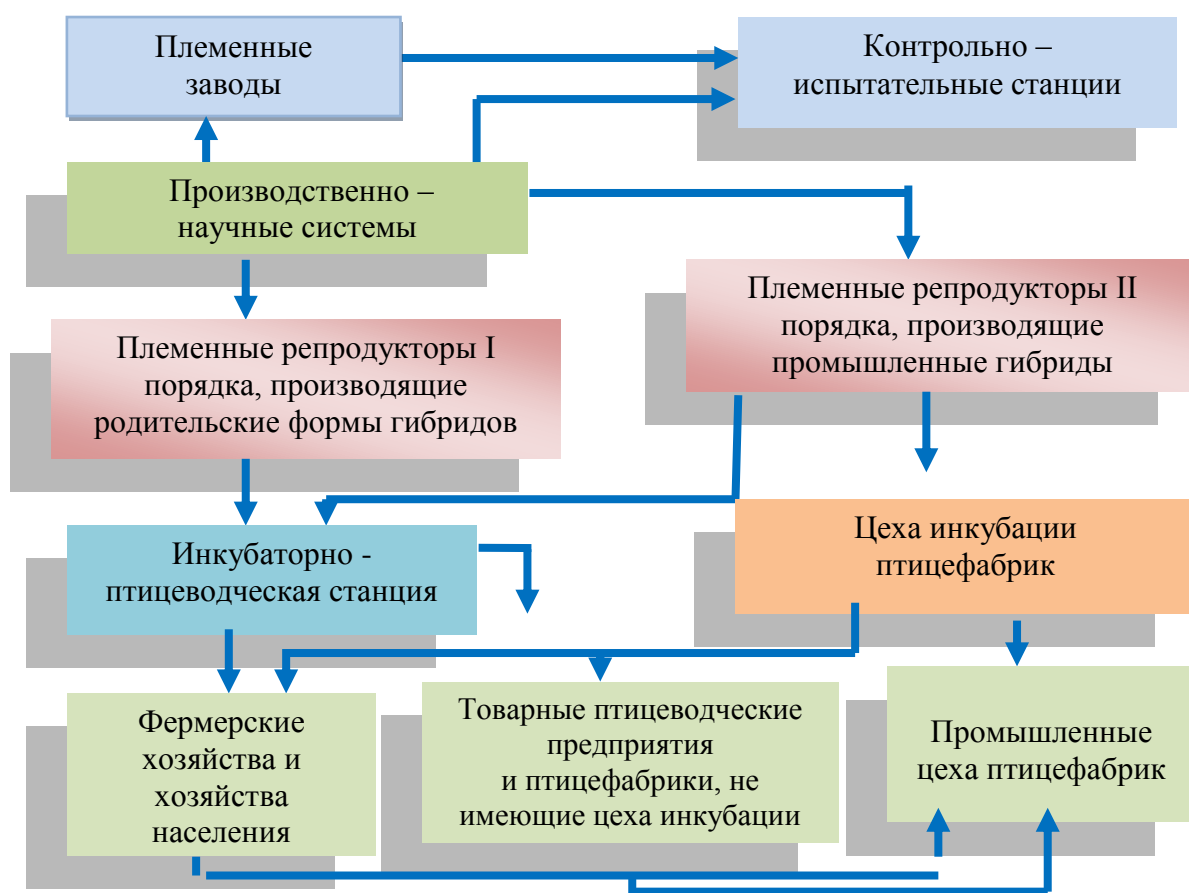 Племенные
заводы
Контрольно –
испытательные станции
Производственно –
научные системы
Племенные репродукторы II
порядка, производящие
промышленные гибриды
Племенные репродукторы I
порядка, производящие
родительские формы гибридов
Инкубаторно -
птицеводческая станция
Цеха инкубации
птицефабрик
Фермерские
хозяйства и
хозяйства
населения
Товарные птицеводческие
предприятия
и птицефабрики, не
имеющие цеха инкубации
Промышленные
цеха птицефабрик